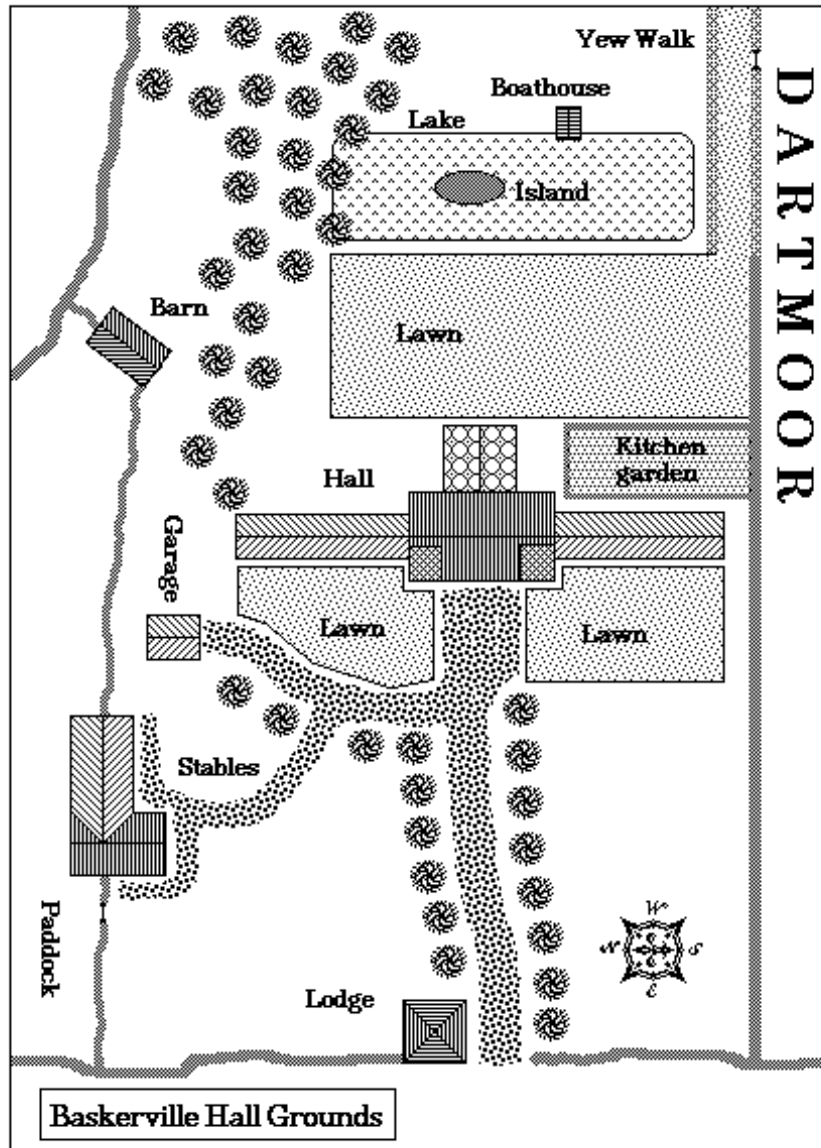 Yew Walk
DARTMOOR
Boathouse
Lake
Island
Barn
Lawn
Kitchen
garden
Hall
Garage
Lawn
Lawn
Stables
Paddock
W
N
S
E
Lodge
Baskerville Hall Grounds